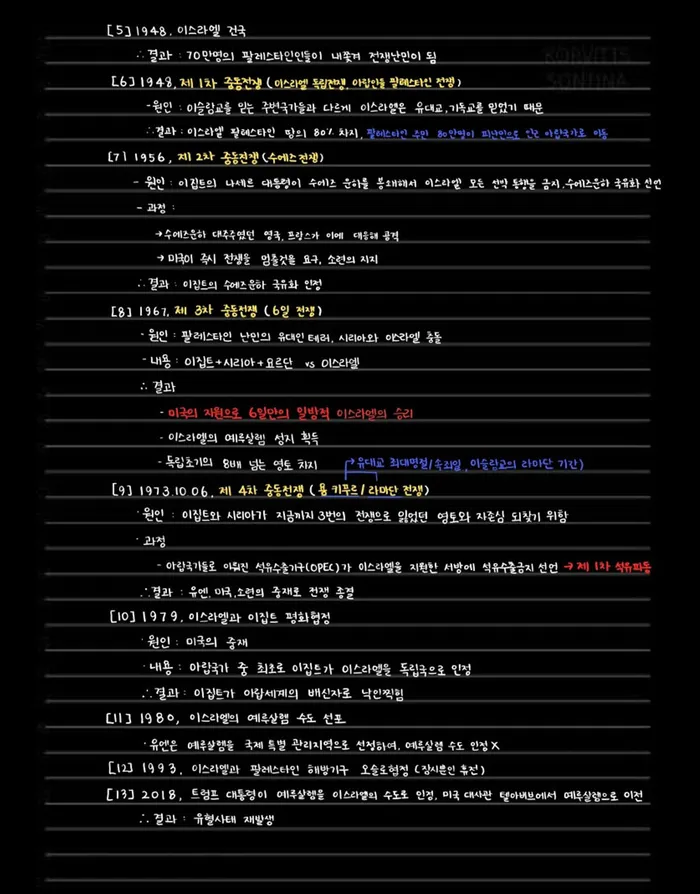 [5] 1948, 이스라엘 건국
∴ 결과 : 70만명의 팔레스타인인들이 내쫓겨 전쟁난민이 됨
[6] 1948, 제 1차 중동전쟁 (이스라엘 독립전쟁, 아랍인들 팔레스타인 전쟁)
- 원인 : 이슬람교를 믿는 주변국가들과 다르게 이스라엘은 유대교,기독교를 믿었기 때문
∴ 결과 : 이스라엘 팔레스타인 땅의 80% 차지, 팔레스타인 주민 80만명이 피난민으로 인근 아랍국가로 이동
[7] 1956, 제 2차 중동전쟁 (수에즈전쟁)
- 원인 : 이집트의 나세르 대통령이 수에즈 운하를 봉쇄해서 이스라엘 모든 선박 통행을 금지, 수에즈운하 국유화 선언
- 과정 :
→ 수에즈운하 대주주였던 영국, 프랑스가 이에 대응해 공격
→ 미국이 즉시 전쟁을 멈출것을 요구, 소련의 지지
∴ 결과 : 이집트의 수에즈운하 국유화 인정
[8] 1967, 제 3차 중동전쟁 (6일 전쟁)
- 원인 : 팔레스타인 난민의 유대인 테러, 시리아와 이스라엘 충돌
- 내용 : 이집트+시리아+요르단 vs 이스라엘
∴ 결과
- 미국의 지원으로 6일만의 일방적 이스라엘의 승리
- 이스라엘의 예루살렘 성지 획득
- 독립초기의 8배 넘는 영토 차지 → 유대교 최대명절/속죄일, 이슬람교의 라마단 기간)
[9] 1973.10.06, 제 4차 중동전쟁 (욤 키푸르/라마단 전쟁)
· 원인 : 이집트와 시리아가 지금까지 3번의 전쟁으로 잃었던 영토와 자존심 되찾기 위함
· 과정
- 아랍국가들로 이뤄진 석유수출기구(OPEC)가 이스라엘을 지원한 서방에 석유수출금지 선언 → 제 1차 석유파동
∴ 결과 : 유엔, 미국,소련의 중재로 전쟁 종결
[10] 1979, 이스라엘과 이집트 평화협정
· 원인 : 미국의 중재
· 내용 : 아랍국가 중 최초로 이집트가 이스라엘을 독립국으로 인정
∴ 결과 : 이집트가 아랍세계의 배신자로 낙인찍힘
[11] 1980, 이스라엘의 예루살렘 수도 선포
· 유엔은 예루살렘을 국제 특별 관리지역으로 선정하여, 예루살렘 수도 인정 X
[12] 1993, 이스라엘과 팔레스타인 해방기구 오슬로협정 (잠시뿐인 휴전)
[13] 2018, 트럼프 대통령이 예루살렘을 이스라엘의 수도로 인정, 미국 대사관 텔아비브에서 예루살렘으로 이전
∴ 결과 : 유혈사태 재발생